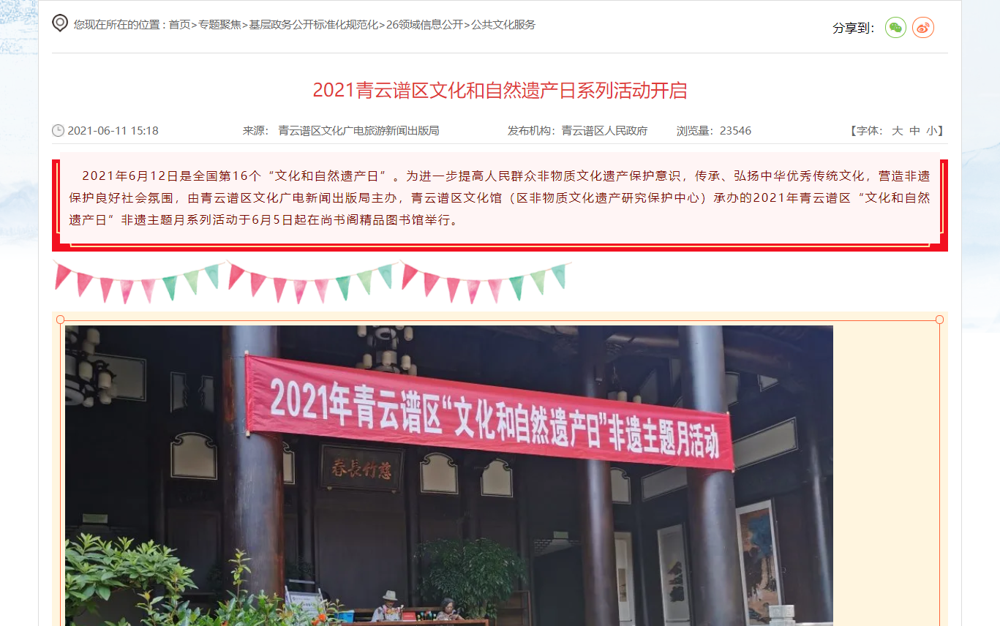 您现在所在的位置 : 首页>专题聚焦>基层政务公开标准化规范化>26领域信息公开>公共文化服务
分享到：
2021青云谱区文化和自然遗产日系列活动开启
2021-06-11 15:18 来源： 青云谱区文化广电旅游新闻出版局 发布机构：青云谱区人民政府 浏览量：23546 【字体： 大 中 小】
2021年6月12日是全国第16个“文化和自然遗产日”。为进一步提高人民群众非物质文化遗产保护意识，传承、弘扬中华优秀传统文化，营造非遗
保护良好社会氛围，由青云谱区文化广电新闻出版局主办，青云谱区文化馆（区非物质文化遗产研究保护中心）承办的2021年青云谱区“文化和自然
遗产日”非遗主题月系列活动于6月5日起在尚书阁精品图书馆举行。
2021年青云谱区“文化和自然遗产日”非遗主题月活动
春長竹慈